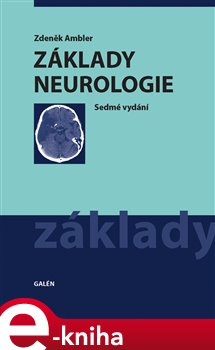 Zdeněk Ambler
ZÁKLADY
NEUROLOGIE
Sedmé vydání
základy
GALÉN
e-kniha